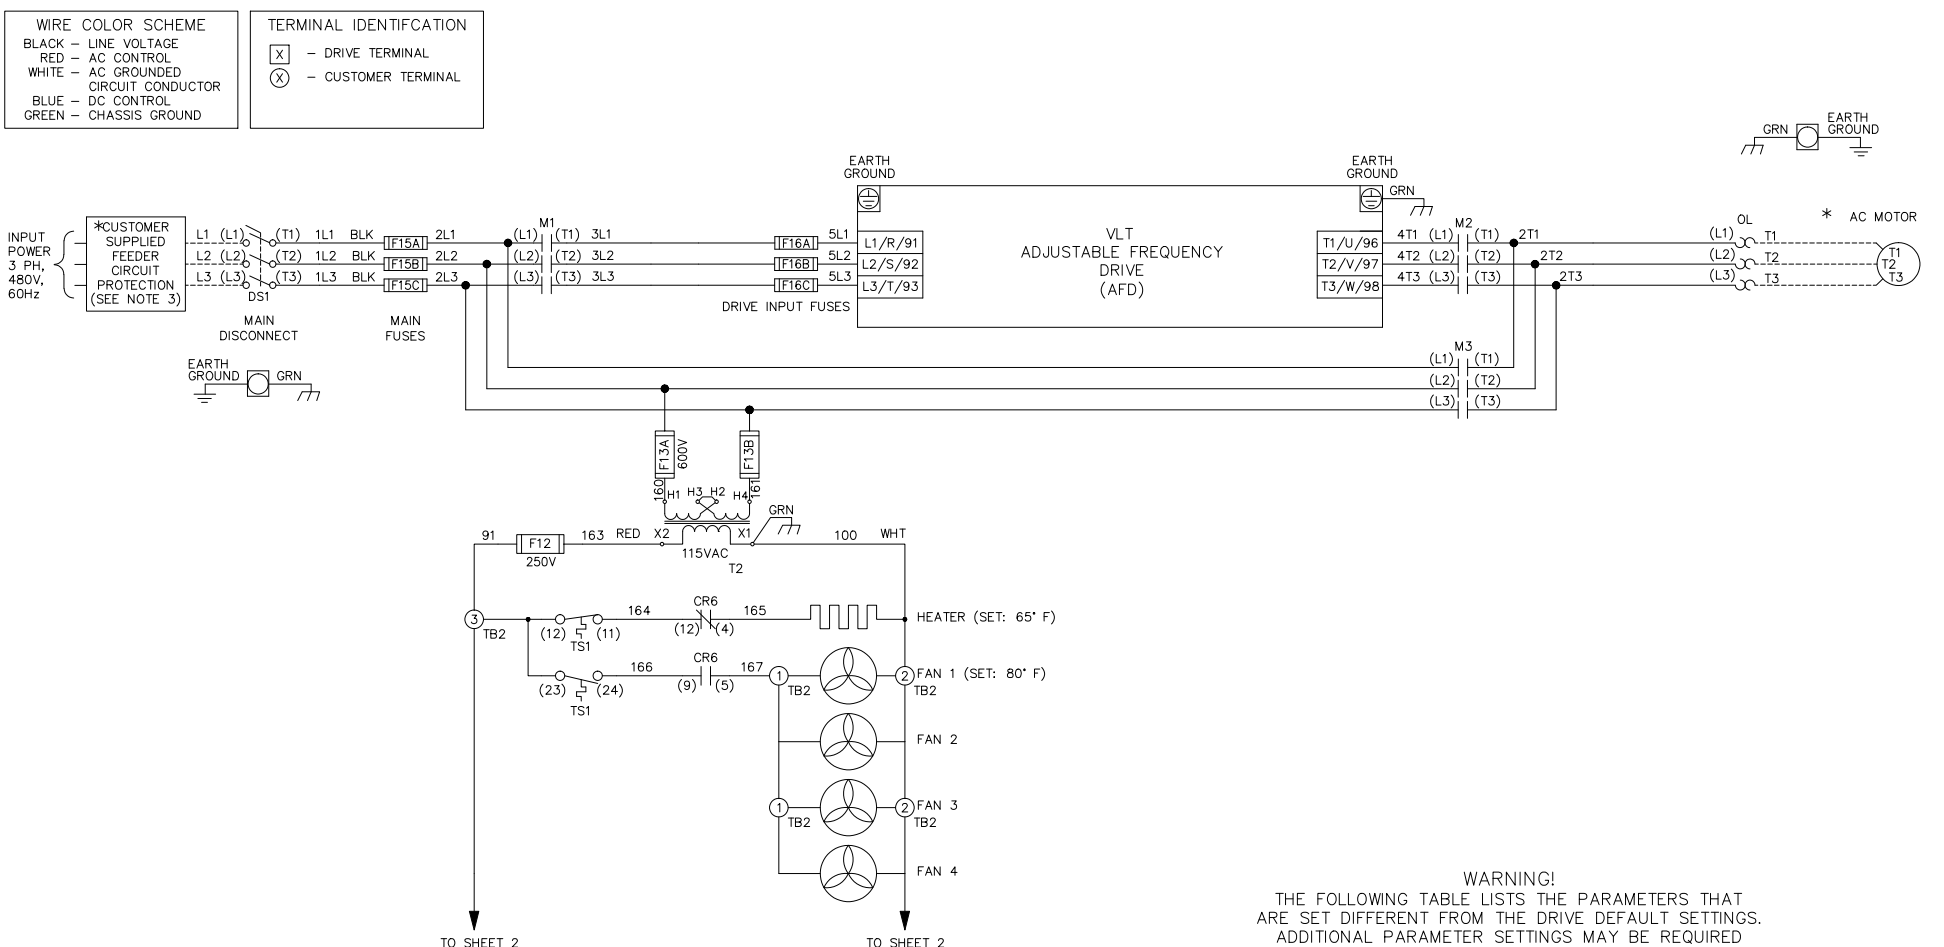 WIRE COLOR SCHEME
BLACK – LINE VOLTAGE
RED – AC CONTROL
WHITE – AC GROUNDED
CIRCUIT CONDUCTOR
BLUE – DC CONTROL
GREEN – CHASSIS GROUND
TERMINAL IDENTIFCATION
X – DRIVE TERMINAL
X – CUSTOMER TERMINAL
GRN
EARTH
GROUND
INPUT
POWER
3 PH,
480V,
60Hz
*CUSTOMER
SUPPLIED
FEEDER
CIRCUIT
PROTECTION
(SEE NOTE 3)
L1 (L1) (T1) 1L1 BLK F15A 2L1 (L1) M1 (T1) 3L1 F16A 5L1 L1/R/91
L2 (L2) (T2) 1L2 BLK F15B 2L2 (L2) (T2) 3L2 F16B 5L2 L2/S/92
L3 (L3) (T3) 1L3 BLK F15C 2L3 (L3) (T3) 3L3 F16C 5L3 L3/T/93
DS1
MAIN
DISCONNECT
MAIN
FUSES
DRIVE INPUT FUSES
EARTH
GROUND
VLT
ADJUSTABLE FREQUENCY
DRIVE
(AFD)
EARTH
GROUND
GRN
T1/U/96 4T1 (L1) M2 (T1) 2T1 (L1) OL T1
T2/V/97 4T2 (L2) (T2) 2T2 (L2) T2
T3/W/98 4T3 (L3) (T3) 2T3 (L3) T3
* AC MOTOR
T1
T2
T3
EARTH
GROUND
GRN
M3
(L1) (T1)
(L2) (T2)
(L3) (T3)
F13A
600V
F13B
160
H1 H3 H2 H4
161
GRN
91 F12 163 RED X2 X1 100 WHT
250V
115VAC
T2
3
TB2
(12) (11)
TS1
164
CR6
(12) (4)
165
HEATER (SET: 65° F)
(23) (24)
TS1
166
CR6
(9) (5)
167
1
TB2
2
TB2
FAN 1 (SET: 80° F)
FAN 2
1
TB2
2
TB2
FAN 3
FAN 4
TO SHEET 2
TO SHEET 2
WARNING!
THE FOLLOWING TABLE LISTS THE PARAMETERS THAT
ARE SET DIFFERENT FROM THE DRIVE DEFAULT SETTINGS.
ADDITIONAL PARAMETER SETTINGS MAY BE REQUIRED